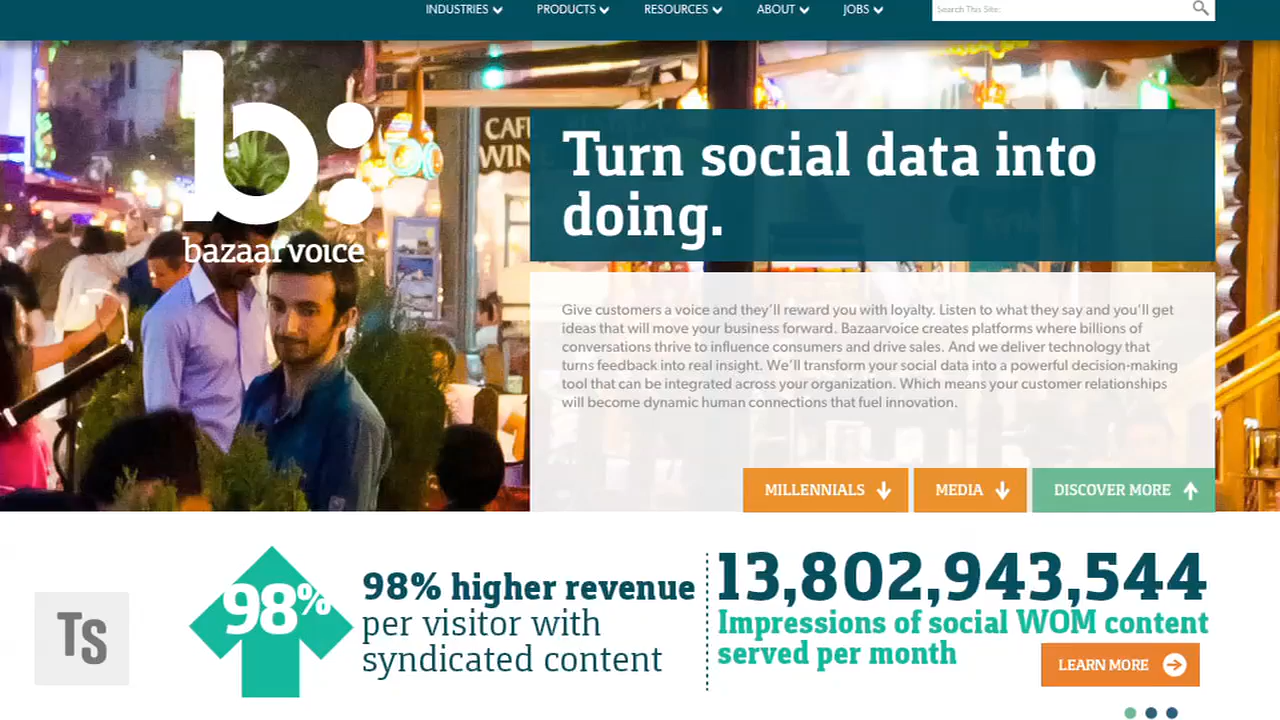 INDUSTRIES PRODUCTS RESOURCES ABOUT JOBS Search This Site:
b:
bazaarvoice
CAFE
WINE
Turn social data into
doing.
Give customers a voice and they'll reward you with loyalty. Listen to what they say and you'll get
ideas that will move your business forward. Bazaarvoice creates platforms where billions of
conversations thrive to influence consumers and drive sales. And we deliver technology that
turns feedback into real insight. We'll transform your social data into a powerful decision-making
tool that can be integrated across your organization. Which means your customer relationships
will become dynamic human connections that fuel innovation.
MILLENNIALS MEDIA DISCOVER MORE
98%
98% higher revenue
per visitor with
syndicated content
13,802,943,544
Impressions of social WOM content
served per month
LEARN MORE
Ts